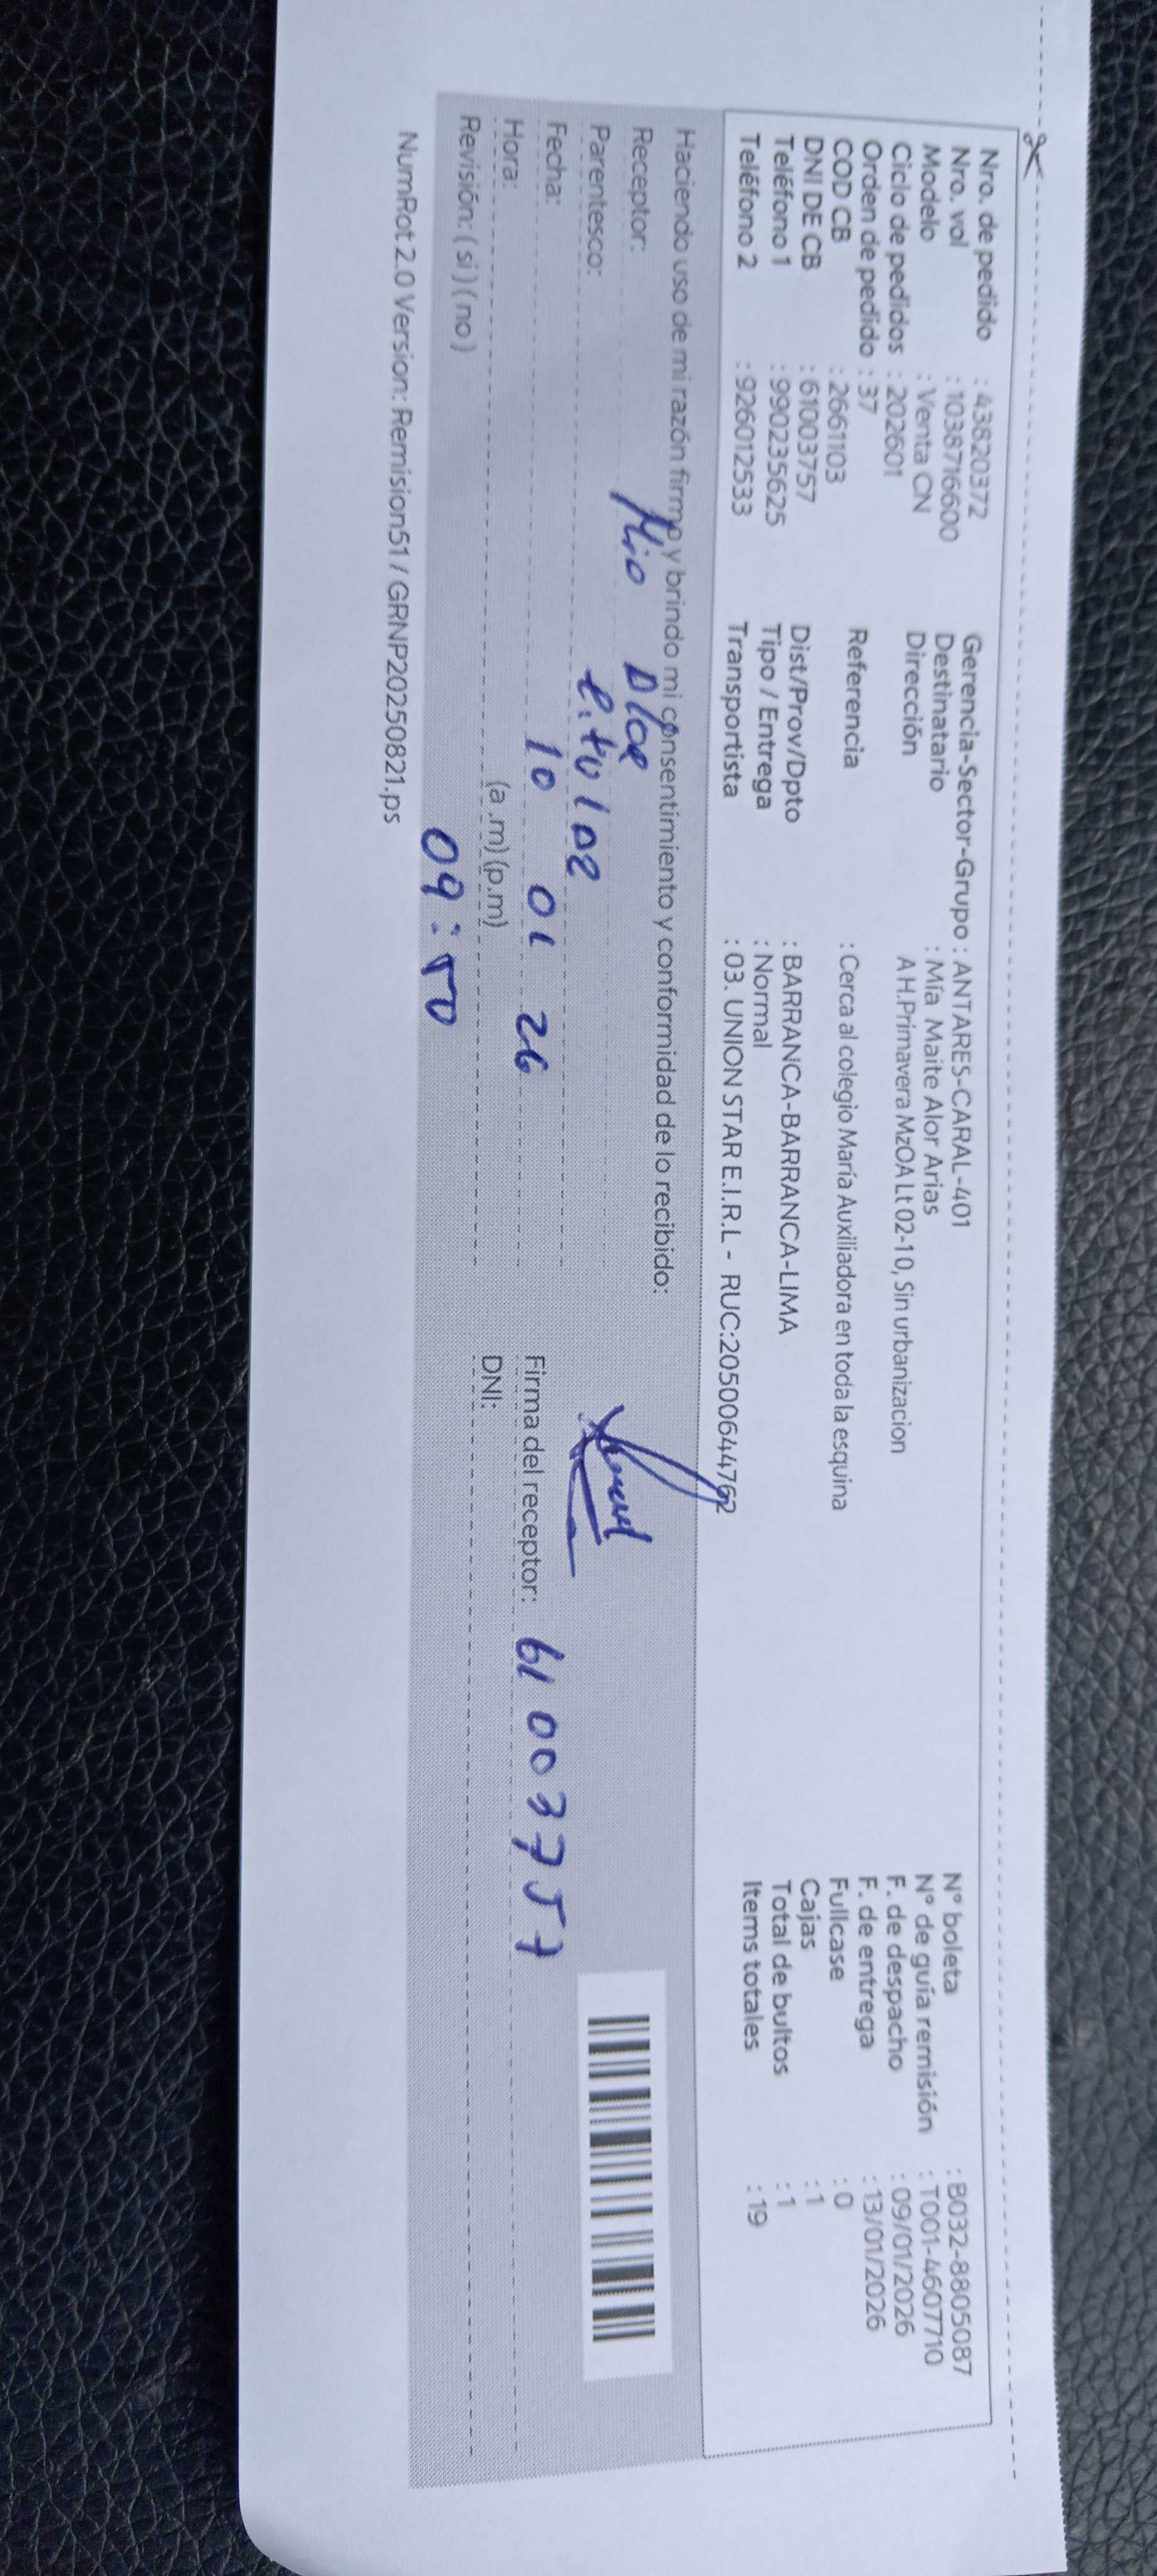 Nro. de pedido : 43820372
Nro. vol : 1038716600
Modelo : Venta CN
Ciclo de pedidos : 202601
Orden de pedido : 37
COD CB : 2661103
DNI DE CB : 61003757
Teléfono 1 : 990235625
Teléfono 2 : 926012533
Gerencia-Sector-Grupo : ANTARES-CARAL-401
Destinatario : Mía Maite Alor Arias
Dirección A H.Primavera MzOA Lt 02-10, Sin urbanizacion
Referencia : Cerca al colegio María Auxiliadora en toda la esquina
Dist/Prov/Dpto : BARRANCA-BARRANCA-LIMA
Tipo / Entrega : Normal
Transportista : 03. UNION STAR E.I.R.L - RUC:20500644762
N° boleta : B032-8805087
N° de guía remisión : T001-4607710
F. de despacho : 09/01/2026
F. de entrega : 13/01/2026
Fullcase : 0
Cajas : 1
Total de bultos : 1
Items totales : 19
Haciendo uso de mi razón firmo y brindo mi consentimiento y conformidad de lo recibido:
Receptor: Mio Alor
Parentesco: titular
Fecha: 10 01 26
Hora: (a .m) (p.m) 09:50
Revisión: ( si ) ( no )
Firma del receptor:
DNI: 61003757
NumRot 2.0 Version: Remision51 / GRNP20250821.ps